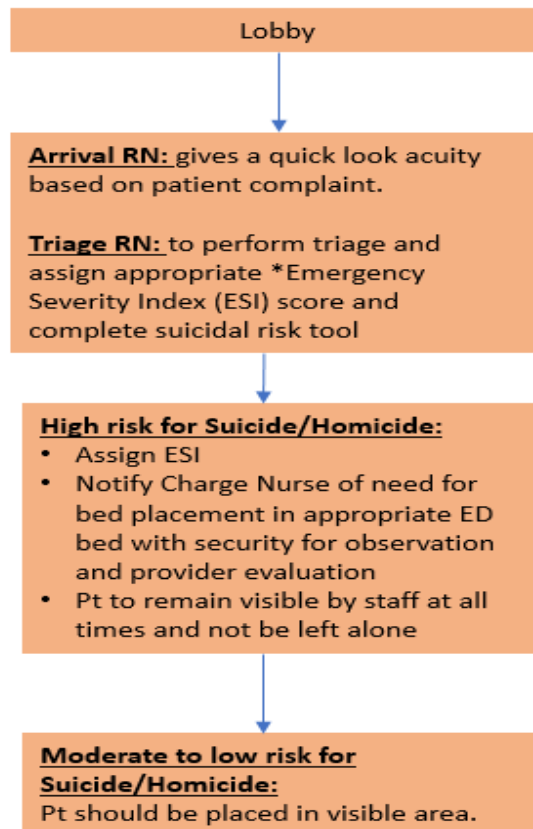 Lobby
Arrival RN: gives a quick look acuity
based on patient complaint.
Triage RN: to perform triage and
assign appropriate *Emergency
Severity Index (ESI) score and
complete suicidal risk tool
High risk for Suicide/Homicide:
• Assign ESI
• Notify Charge Nurse of need for
bed placement in appropriate ED
bed with security for observation
and provider evaluation
• Pt to remain visible by staff at all
times and not be left alone
Moderate to low risk for
Suicide/Homicide:
Pt should be placed in visible area.